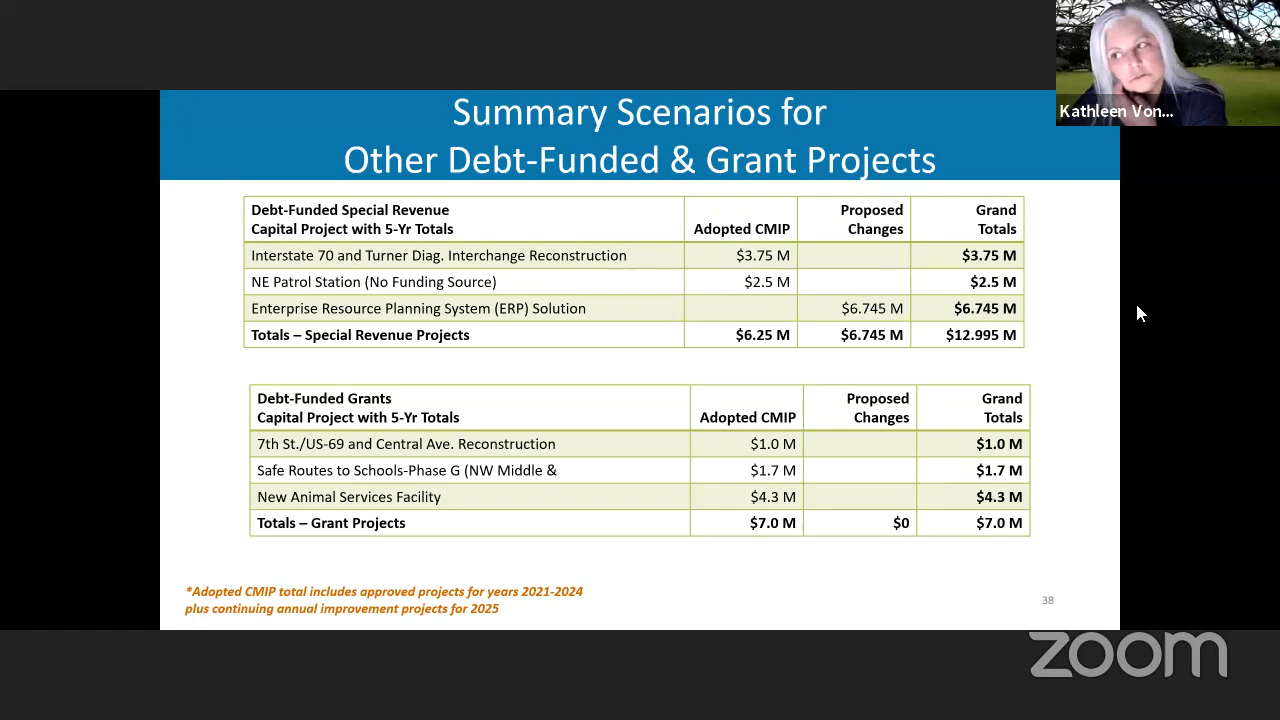 Kathleen Von...
Summary Scenarios for
Other Debt-Funded & Grant Projects
Debt-Funded Special Revenue
Capital Project with 5-Yr Totals Adopted CMIP Proposed Changes Grand Totals
Interstate 70 and Turner Diag. Interchange Reconstruction $3.75 M $3.75 M
NE Patrol Station (No Funding Source) $2.5 M $2.5 M
Enterprise Resource Planning System (ERP) Solution $6.745 M $6.745 M
Totals – Special Revenue Projects $6.25 M $6.745 M $12.995 M
Debt-Funded Grants
Capital Project with 5-Yr Totals Adopted CMIP Proposed Changes Grand Totals
7th St./US-69 and Central Ave. Reconstruction $1.0 M $1.0 M
Safe Routes to Schools-Phase G (NW Middle & $1.7 M $1.7 M
New Animal Services Facility $4.3 M $4.3 M
Totals – Grant Projects $7.0 M $0 $7.0 M
*Adopted CMIP total includes approved projects for years 2021-2024
plus continuing annual improvement projects for 2025
38
zoom